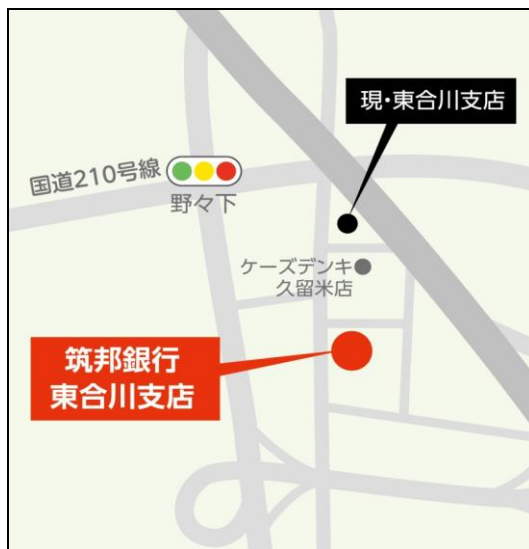 現・東合川支店
国道210号線
野々下
ケーズデンキ
久留米店
筑邦銀行
東合川支店